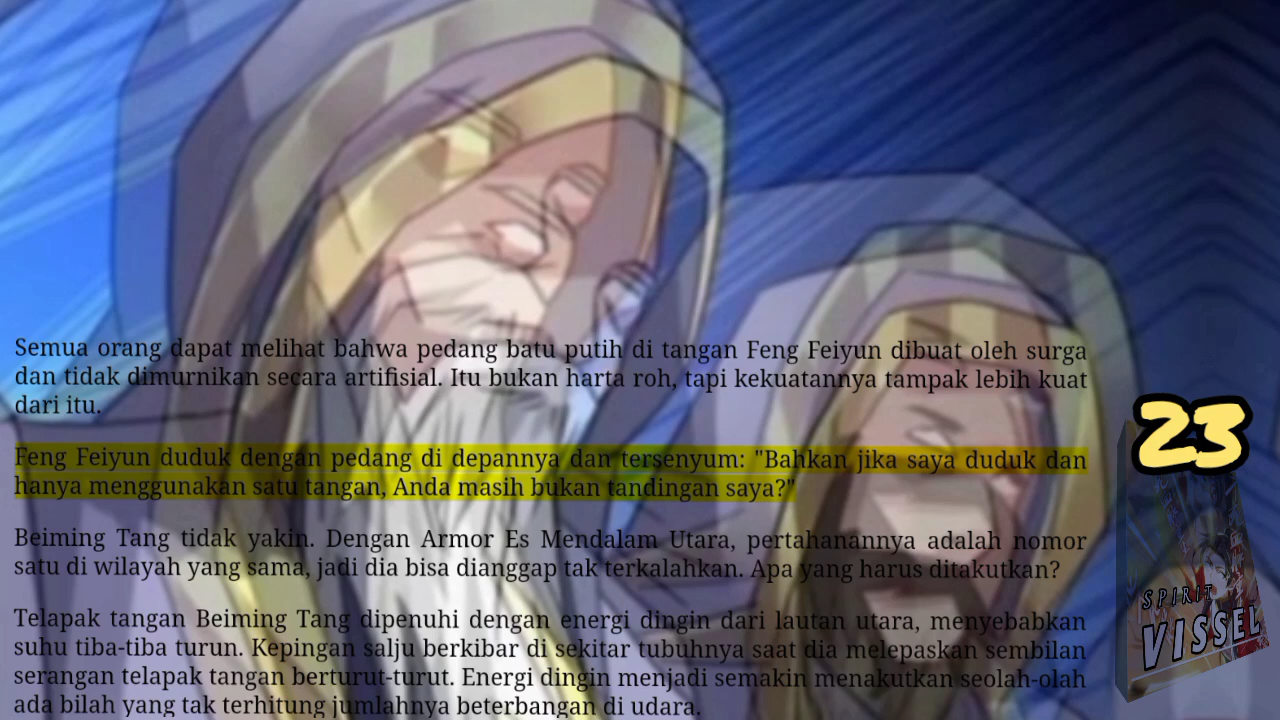 Semua orang dapat melihat bahwa pedang batu putih di tangan Feng Feiyun dibuat oleh surga
dan tidak dimurnikan secara artifisial. Itu bukan harta roh, tapi kekuatannya tampak lebih kuat
dari itu.
Feng Feiyun duduk dengan pedang di depannya dan tersenyum: "Bahkan jika saya duduk dan
hanya menggunakan satu tangan, Anda masih bukan tandingan saya?"
Beiming Tang tidak yakin. Dengan Armor Es Mendalam Utara, pertahanannya adalah nomor
satu di wilayah yang sama, jadi dia bisa dianggap tak terkalahkan. Apa yang harus ditakutkan?
Telapak tangan Beiming Tang dipenuhi dengan energi dingin dari lautan utara, menyebabkan
suhu tiba-tiba turun. Kepingan salju berkibar di sekitar tubuhnya saat dia melepaskan sembilan
serangan telapak tangan berturut-turut. Energi dingin menjadi semakin menakutkan seolah-olah
ada bilah yang tak terhitung jumlahnya beterbangan di udara.
23
SPIRIT
VISSEL